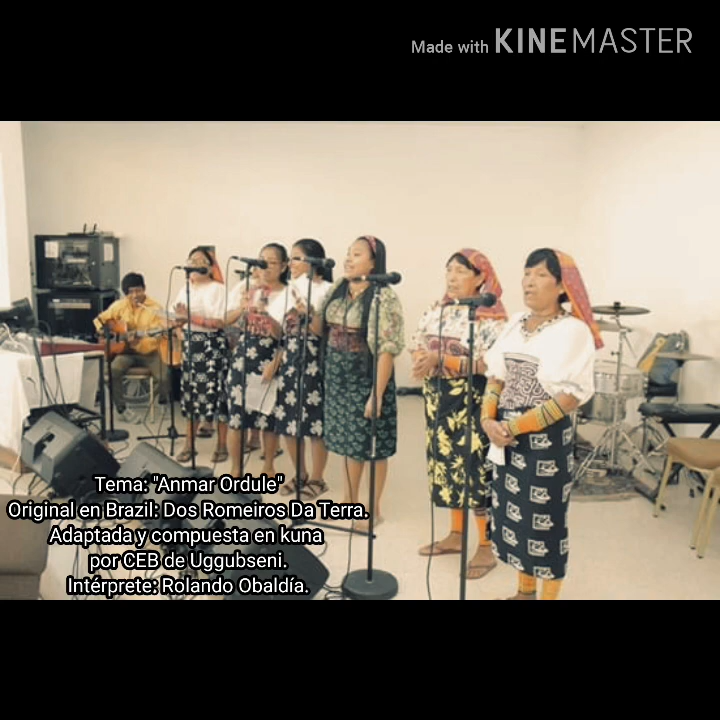 Made with KINEMASTER
Tema: "Anmar Ordule"
Original en Brazil: Dos Romeiros Da Terra.
Adaptada y compuesta en kuna
por CEB de Uggubseni.
Intérprete: Rolando Obaldía.